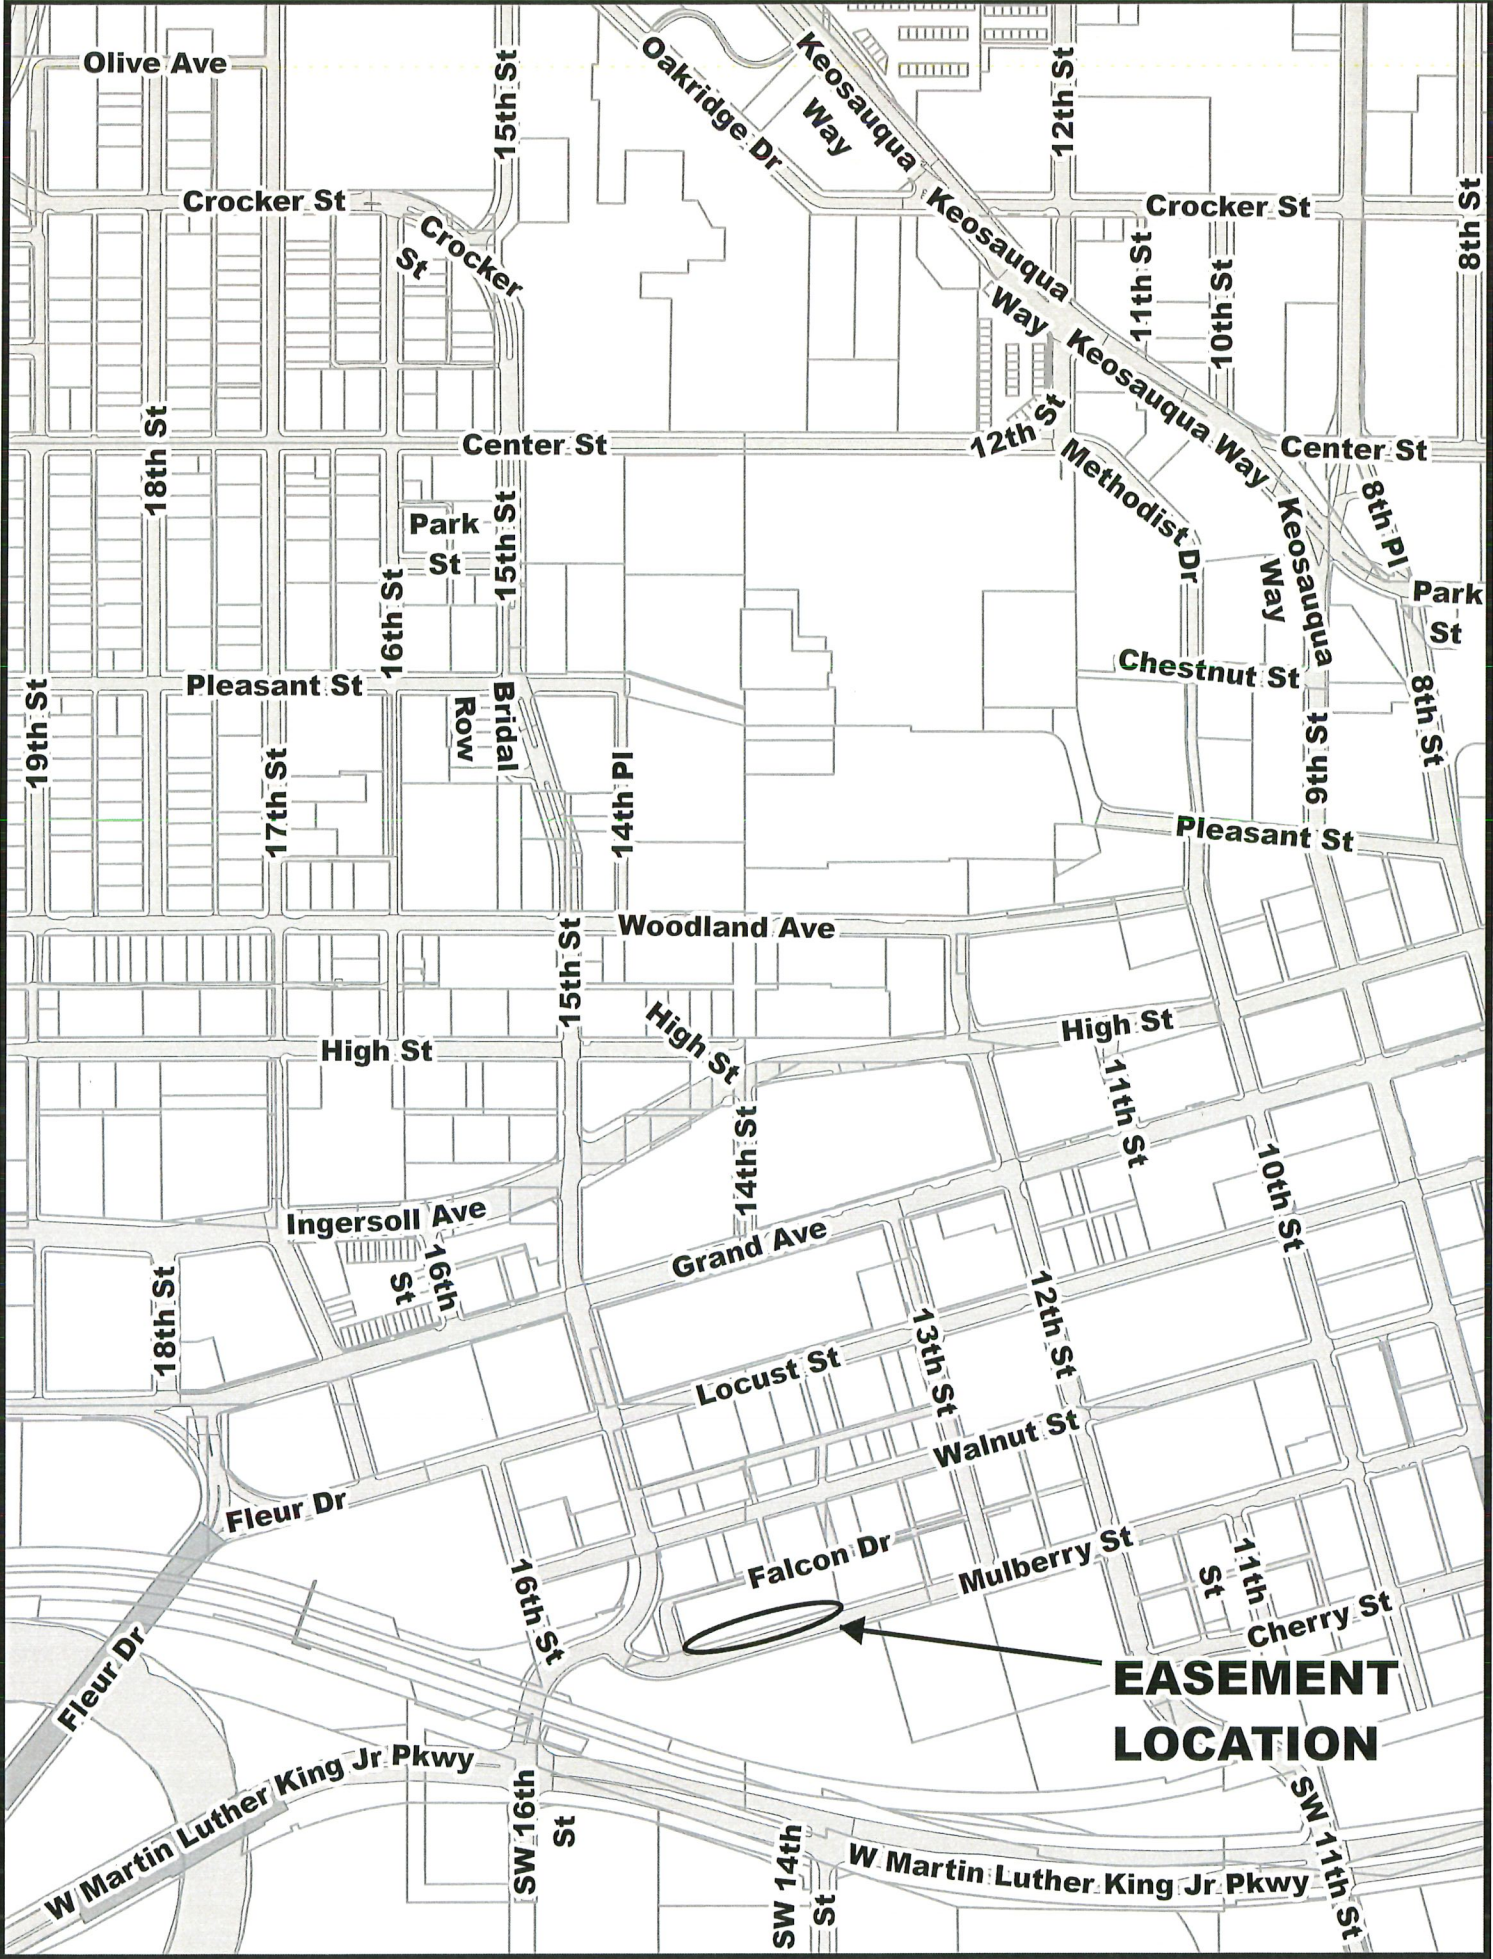 Olive Ave
15th St
Oakridge Dr
Keosauqua
Way
12th St
Crocker St
Crocker
St
Keosauqua
Way
Crocker St
8th St
11th St
10th St
Keosauqua Way
18th St
Center St
12th St
Center St
Methodist Dr
Keosauqua
Way
8th Pl
Park
St
15th St
16th St
Park
St
Chestnut St
8th St
Pleasant St
19th St
17th St
Bridal
Row
14th Pl
9th St
Pleasant St
Woodland Ave
15th St
High St
High St
High St
11th St
14th St
10th St
Ingersoll Ave
16th
St
Grand Ave
18th St
12th St
13th St
Locust St
Walnut St
Fleur Dr
Falcon Dr
Mulberry St
11th
St
Cherry St
16th St
Fleur Dr
EASEMENT
LOCATION
W Martin Luther King Jr Pkwy
SW 16th
St
SW 14th
St
W Martin Luther King Jr Pkwy
SW 11th St